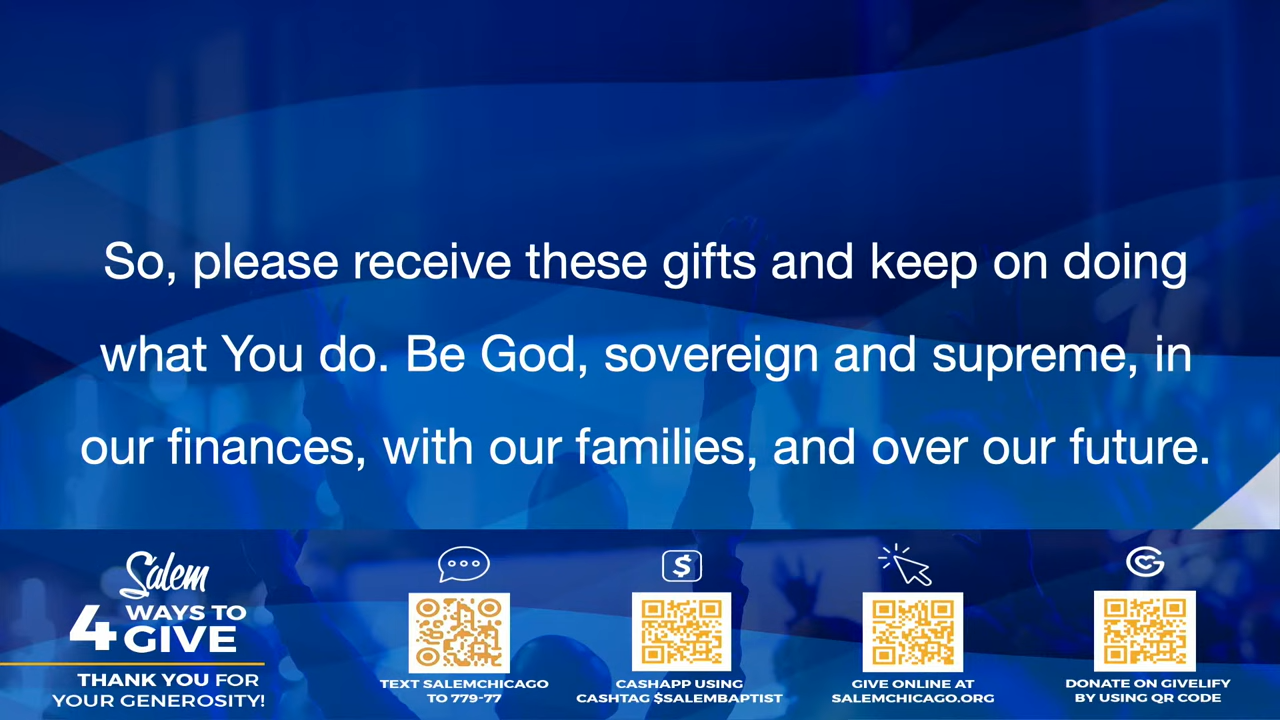 So, please receive these gifts and keep on doing
what You do. Be God, sovereign and supreme, in
our finances, with our families, and over our future.
Salem
4 WAYS TO
GIVE
THANK YOU FOR
YOUR GENEROSITY!
TEXT SALEMCHICAGO
TO 779-77
CASHAPP USING
CASHTAG $SALEMBAPTIST
GIVE ONLINE AT
SALEMCHICAGO.ORG
DONATE ON GIVELIFY
BY USING QR CODE